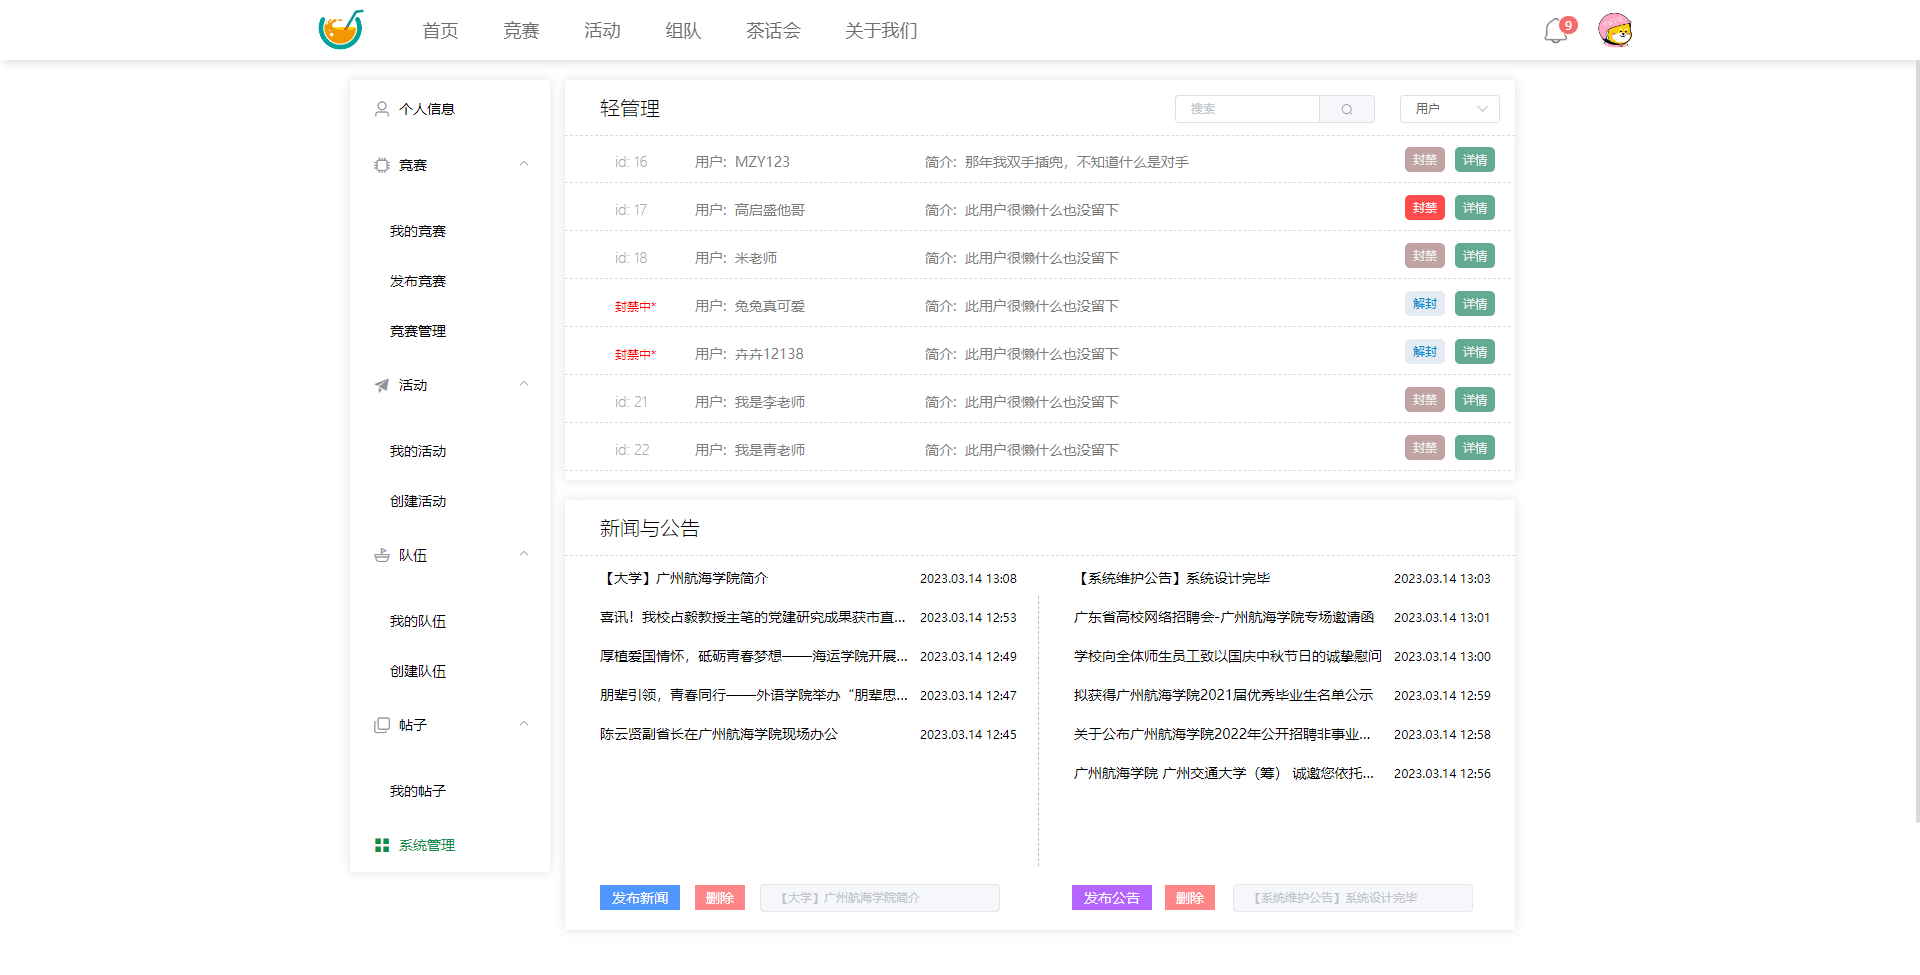 首页 竞赛 活动 组队 茶话会 关于我们 9
个人信息
竞赛
我的竞赛
发布竞赛
竞赛管理
活动
我的活动
创建活动
队伍
我的队伍
创建队伍
帖子
我的帖子
系统管理
轻管理 搜索 用户
id: 16 用户：MZY123 简介：那年我双手插兜，不知道什么是对手 封禁 详情
id: 17 用户：高启盛他哥 简介：此用户很懒什么也没留下 封禁 详情
id: 18 用户：米老师 简介：此用户很懒什么也没留下 封禁 详情
封禁中* 用户：兔兔真可爱 简介：此用户很懒什么也没留下 解封 详情
封禁中* 用户：卉卉12138 简介：此用户很懒什么也没留下 解封 详情
id: 21 用户：我是李老师 简介：此用户很懒什么也没留下 封禁 详情
id: 22 用户：我是青老师 简介：此用户很懒什么也没留下 封禁 详情
新闻与公告
【大学】广州航海学院简介 2023.03.14 13:08
喜讯！我校占毅教授主笔的党建研究成果获市直... 2023.03.14 12:53
厚植爱国情怀，砥砺青春梦想——海运学院开展... 2023.03.14 12:49
朋辈引领，青春同行——外语学院举办“朋辈思... 2023.03.14 12:47
陈云贤副省长在广州航海学院现场办公 2023.03.14 12:45
发布新闻 删除 【大学】广州航海学院简介
【系统维护公告】系统设计完毕 2023.03.14 13:03
广东省高校网络招聘会-广州航海学院专场邀请函 2023.03.14 13:01
学校向全体师生员工致以国庆中秋节日的诚挚慰问 2023.03.14 13:00
拟获得广州航海学院2021届优秀毕业生名单公示 2023.03.14 12:59
关于公布广州航海学院2022年公开招聘非事业... 2023.03.14 12:58
广州航海学院 广州交通大学（筹） 诚邀您依托... 2023.03.14 12:56
发布公告 删除 【系统维护公告】系统设计完毕